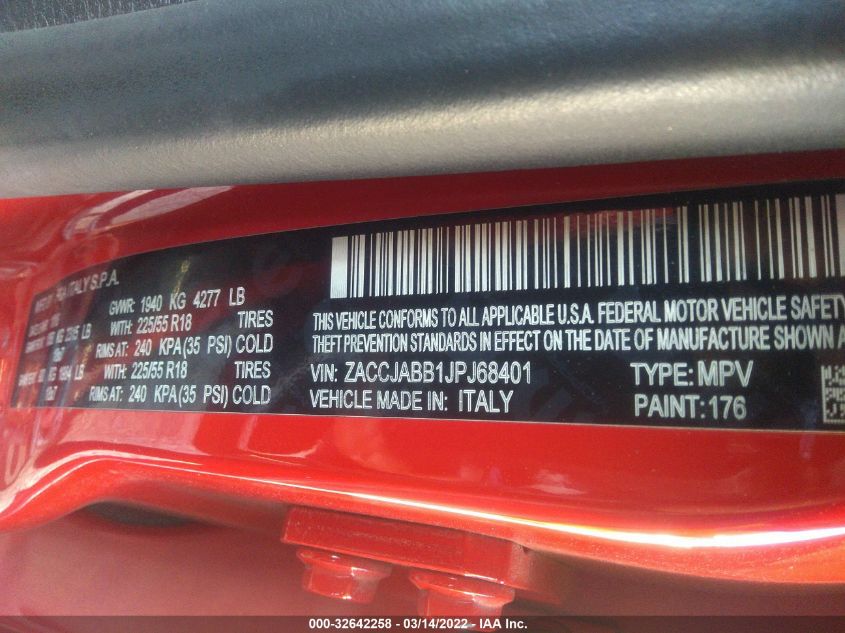 ITALY S.P.A.
GVWR: 1940 KG 4277 LB
LB WITH: 225/55 R18 TIRES
RIMS AT: 240 KPA (35 PSI) COLD
LB WITH: 225/55 R18 TIRES
RIMS AT: 240 KPA (35 PSI) COLD
THIS VEHICLE CONFORMS TO ALL APPLICABLE U.S.A. FEDERAL MOTOR VEHICLE SAFETY
THEFT PREVENTION STANDARDS IN EFFECT ON THE DATE OF MANUFACTURE SHOWN A
VIN: ZACCJABB1JPJ68401 TYPE: MPV
VEHICLE MADE IN: ITALY PAINT: 176
000-32642258 - 03/14/2022 - IAA Inc.